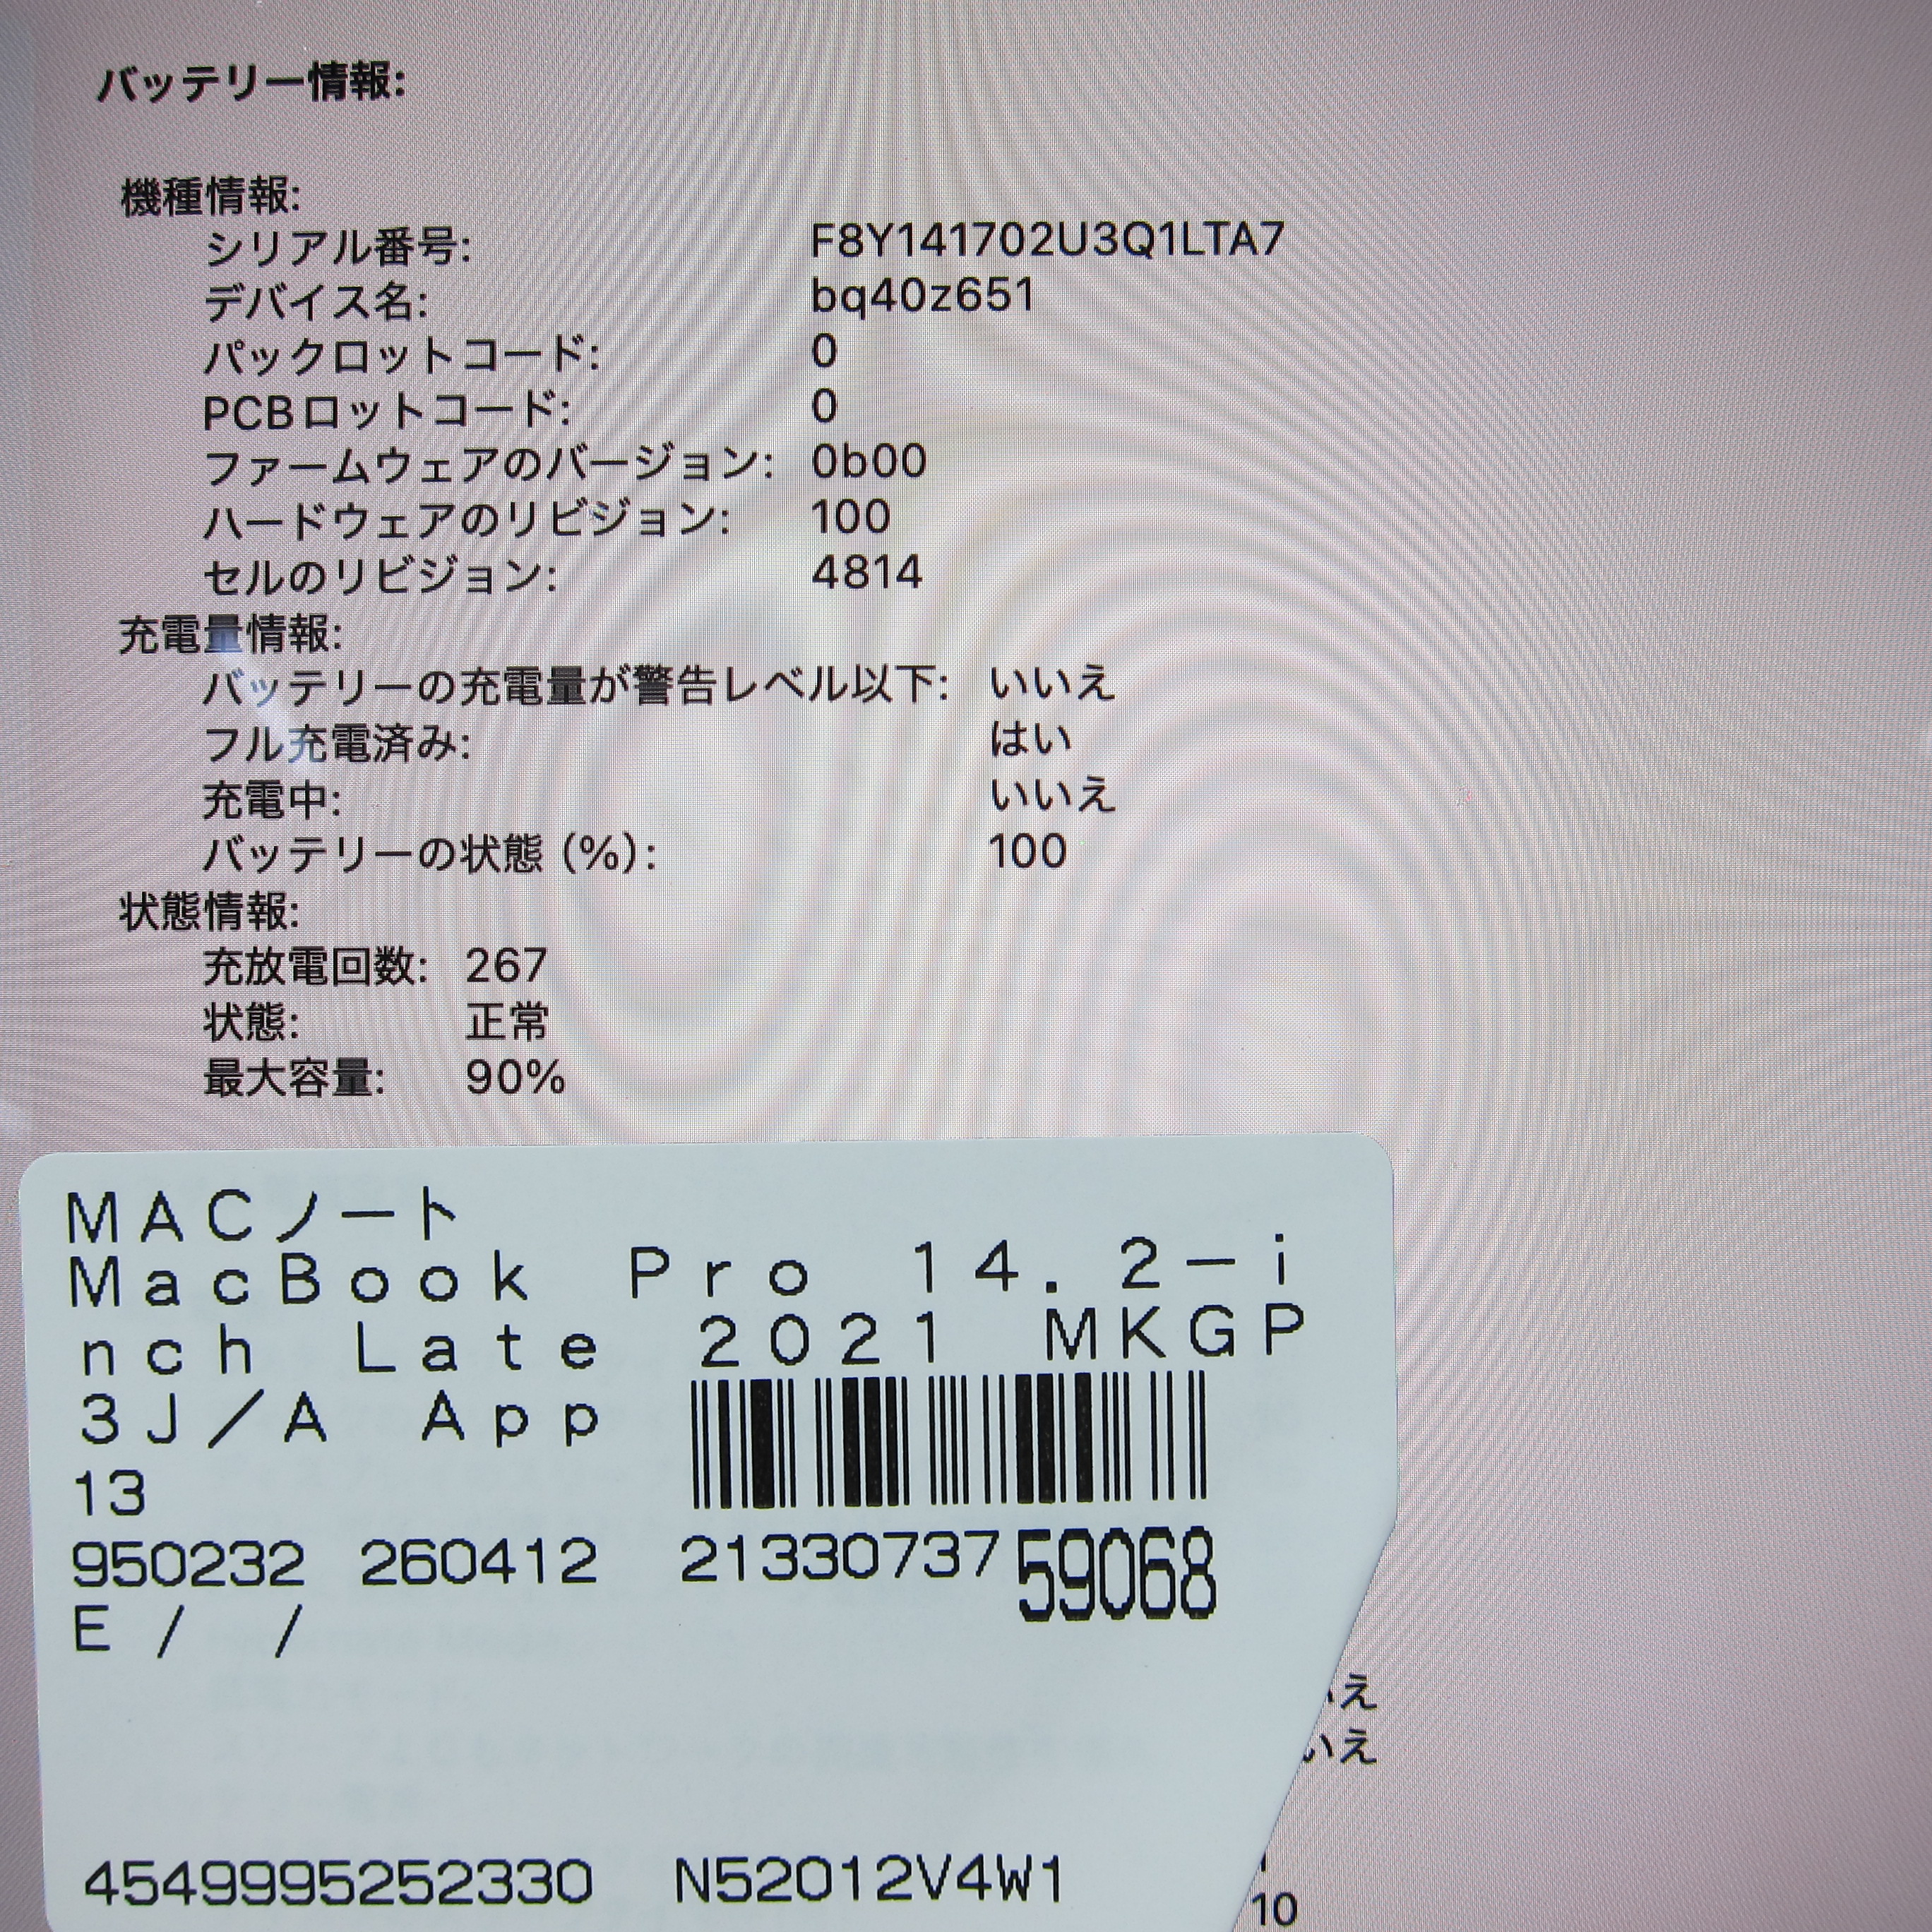 バッテリー情報:
機種情報:
シリアル番号: F8Y141702U3Q1LTA7
デバイス名: bq40z651
パックロットコード: 0
PCBロットコード: 0
ファームウェアのバージョン: 0b00
ハードウェアのリビジョン: 100
セルのリビジョン: 4814
充電量情報:
バッテリーの充電量が警告レベル以下: いいえ
フル充電済み: はい
充電中: いいえ
バッテリーの状態 (%): 100
状態情報:
充放電回数: 267
状態: 正常
最大容量: 90%
MACノート
MacBook Pro 14.2-i
nch Late 2021 MKGP
3J/A App
13
950232 260412 21330737 59068
E / /
いえ
4549995252330 N52012V4W1
10